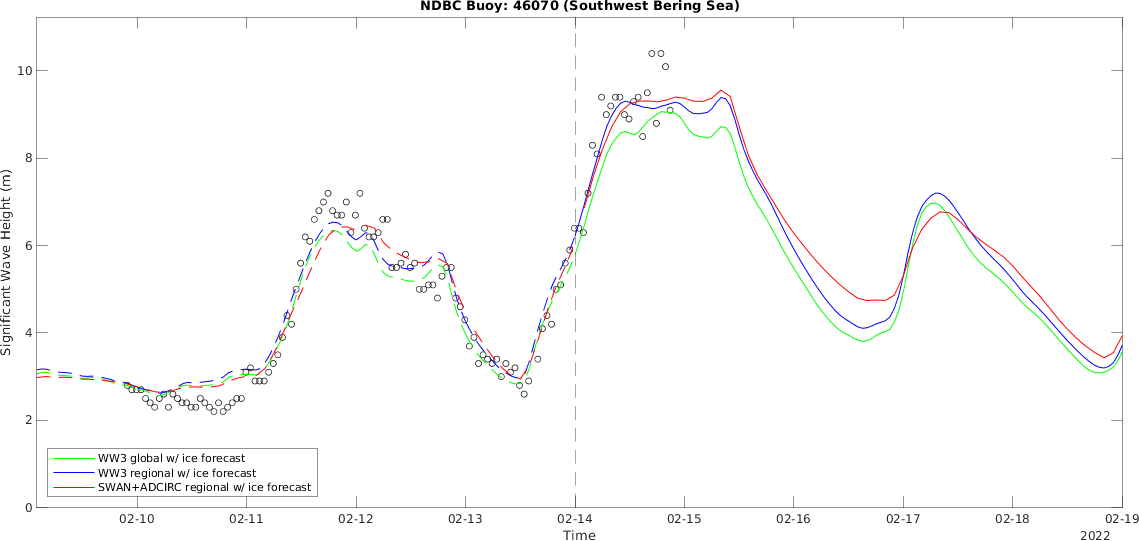 NDBC Buoy: 46070 (Southwest Bering Sea)
Significant Wave Height (m)
10
8
6
4
2
0
WW3 global w/ ice forecast
WW3 regional w/ ice forecast
SWAN+ADCIRC regional w/ ice forecast
02-10 02-11 02-12 02-13 02-14 02-15 02-16 02-17 02-18 02-19
Time
2022